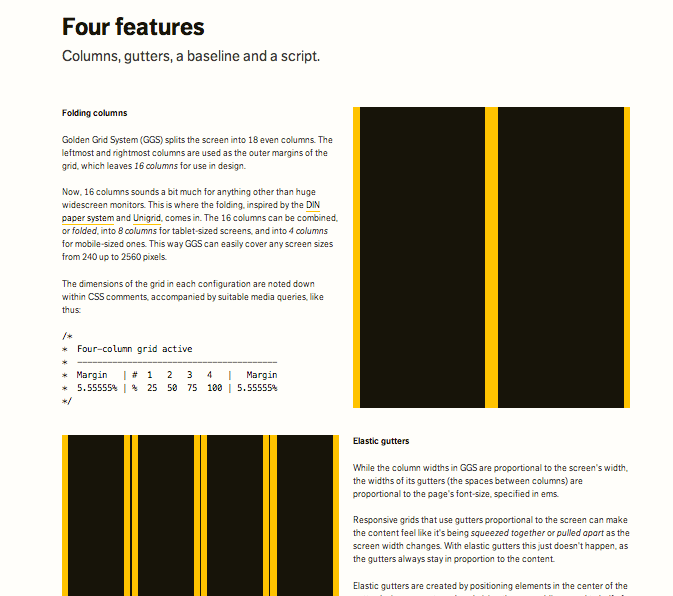 Four features
Columns, gutters, a baseline and a script.
Folding columns
Golden Grid System (GGS) splits the screen into 18 even columns. The
leftmost and rightmost columns are used as the outer margins of the
grid, which leaves 16 columns for use in design.
Now, 16 columns sounds a bit much for anything other than huge
widescreen monitors. This is where the folding, inspired by the DIN
paper system and Unigrid, comes in. The 16 columns can be combined,
or folded, into 8 columns for tablet-sized screens, and into 4 columns
for mobile-sized ones. This way GGS can easily cover any screen sizes
from 240 up to 2560 pixels.
The dimensions of the grid in each configuration are noted down
within CSS comments, accompanied by suitable media queries, like
thus:
/*
* Four-column grid active
* ----------------------------------------
* Margin | # 1 2 3 4 | Margin
* 5.55555% | % 25 50 75 100 | 5.55555%
*/
Elastic gutters
While the column widths in GGS are proportional to the screen's width,
the widths of its gutters (the spaces between columns) are
proportional to the page's font-size, specified in ems.
Responsive grids that use gutters proportional to the screen can make
the content feel like it's being squeezed together or pulled apart as the
screen width changes. With elastic gutters this just doesn't happen, as
the gutters always stay in proportion to the content.
Elastic gutters are created by positioning elements in the center of the